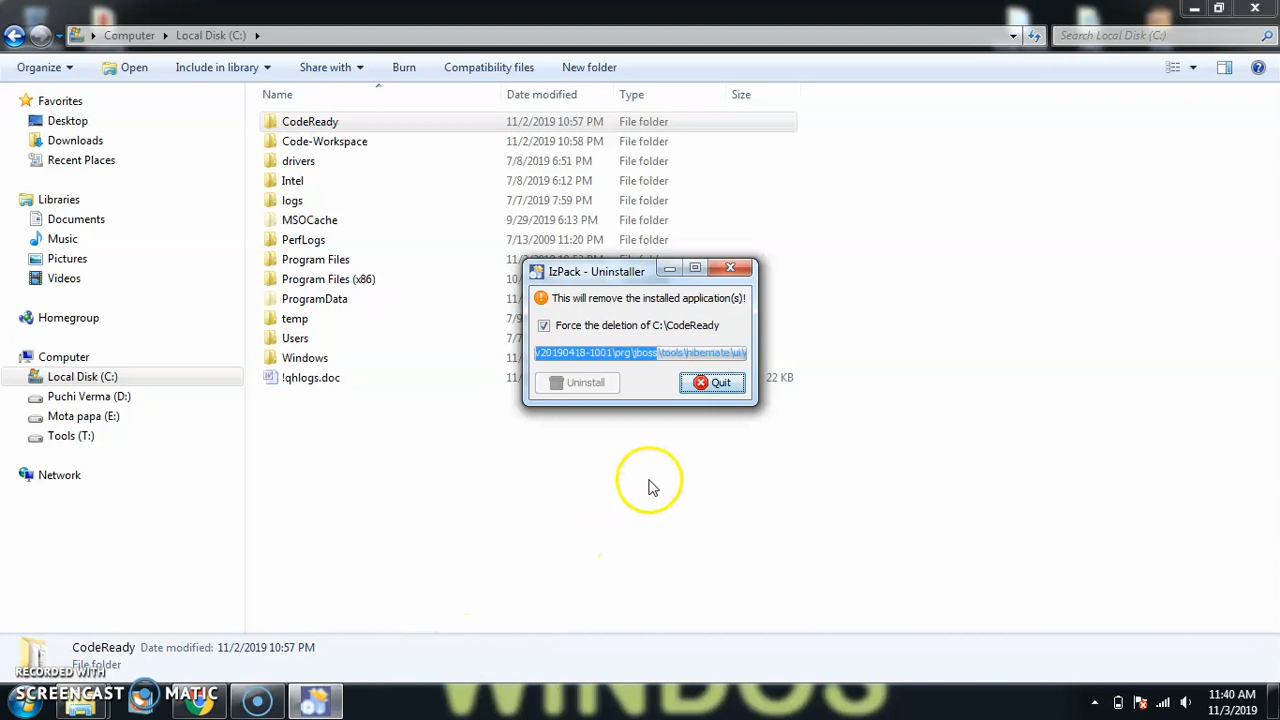 Computer
Local Disk (C:)
Search Local Disk (C:)
Organize
Open
Include in library
Share with
Burn
Compatibility files
New folder
Name
Date modified
Type
Size
Favorites
Desktop
Downloads
Recent Places
Libraries
Documents
Music
Pictures
Videos
Homegroup
Computer
Local Disk (C:)
Puchi Verma (D:)
Mota papa (E:)
Tools (T:)
Network
CodeReady 11/2/2019 10:57 PM File folder
Code-Workspace 11/2/2019 10:58 PM File folder
drivers 7/8/2019 6:51 PM File folder
Intel 7/8/2019 6:12 PM File folder
logs 7/7/2019 7:59 PM File folder
MSOCache 9/29/2019 6:13 PM File folder
PerfLogs 7/13/2009 11:20 PM File folder
Program Files
Program Files (x86)
ProgramData
temp
Users
Windows
!qhlogs.doc 22 KB
IzPack - Uninstaller
This will remove the installed application(s)!
Force the deletion of C:\CodeReady
v20190418-1001\org\jboss\tools\hibernate\ui\
Uninstall
Quit
CodeReady Date modified: 11/2/2019 10:57 PM
File folder
RECORDED WITH
SCREENCAST MATIC
11:40 AM
11/3/2019